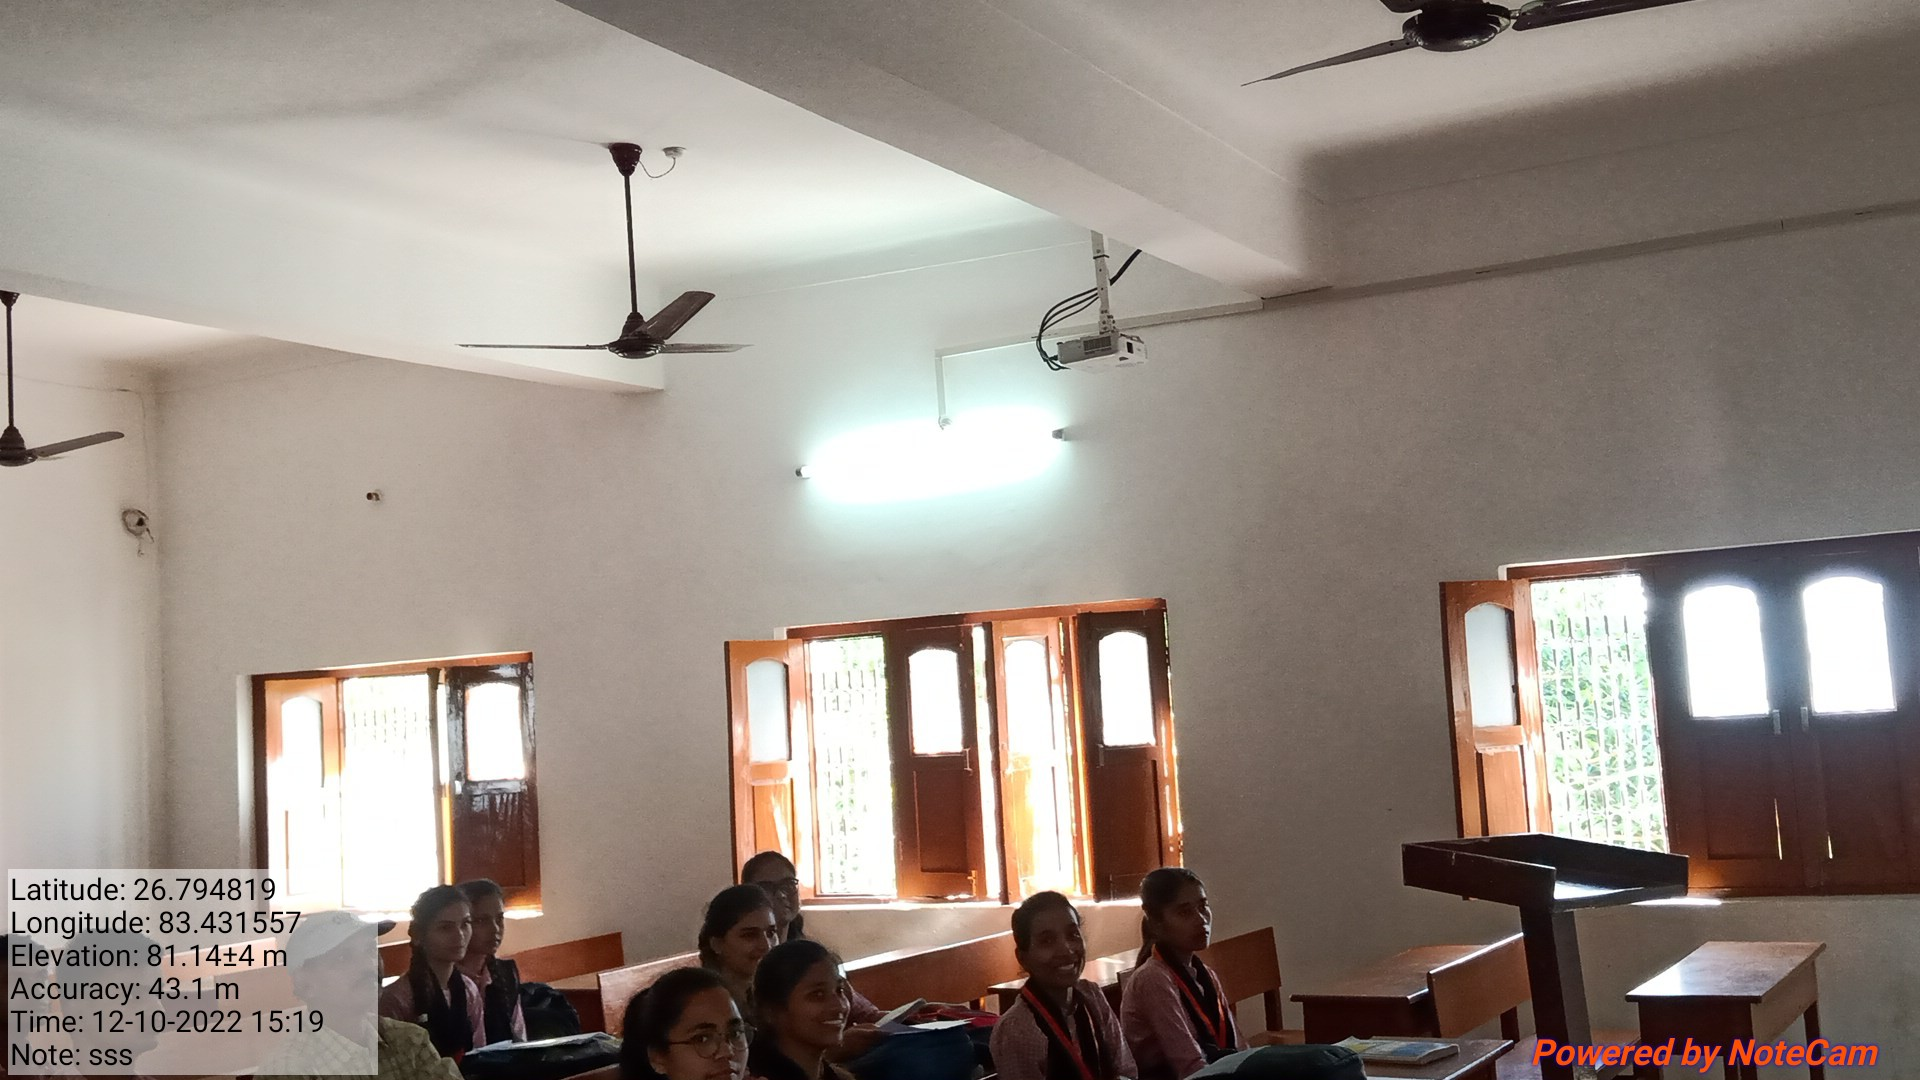 Latitude: 26.794819
Longitude: 83.431557
Elevation: 81.14±4 m
Accuracy: 43.1 m
Time: 12-10-2022 15:19
Note: sss
Powered by NoteCam